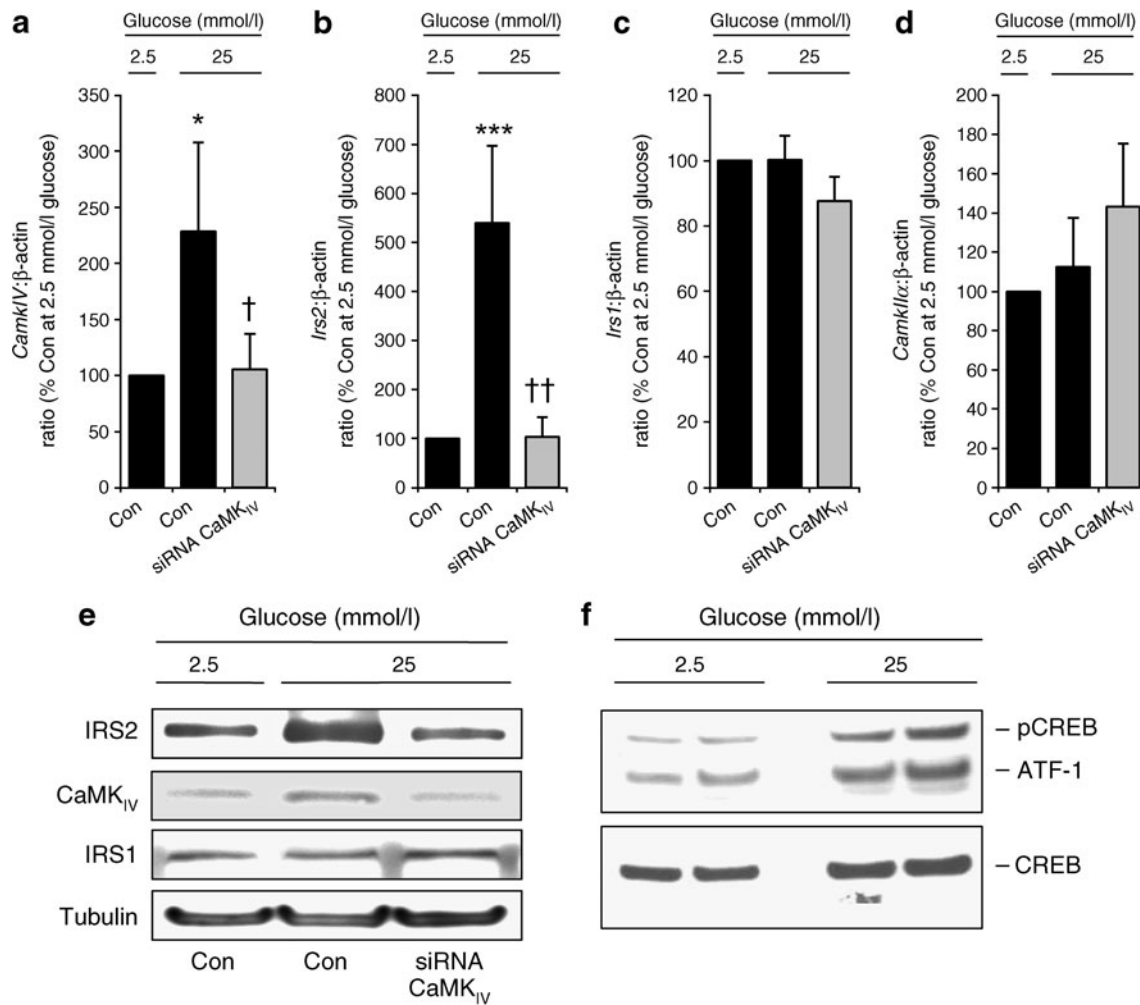 a
Glucose (mmol/l)
2.5 25
CamkIV:β-actin
ratio (% Con at 2.5 mmol/l glucose)
350
300
250
200
150
100
50
0
*
†
Con
Con
siRNA CaMKIV
b
Glucose (mmol/l)
2.5 25
Irs2:β-actin
ratio (% Con at 2.5 mmol/l glucose)
800
700
600
500
400
300
200
100
0
***
††
Con
Con
siRNA CaMKIV
c
Glucose (mmol/l)
2.5 25
Irs1:β-actin
ratio (% Con at 2.5 mmol/l glucose)
120
100
80
60
40
20
0
Con
Con
siRNA CaMKIV
d
Glucose (mmol/l)
2.5 25
CamkIIα:β-actin
ratio (% Con at 2.5 mmol/l glucose)
200
180
160
140
120
100
80
60
40
20
0
Con
Con
siRNA CaMKIV
e
Glucose (mmol/l)
2.5 25
IRS2
CaMKIV
IRS1
Tubulin
Con Con siRNA
CaMKIV
f
Glucose (mmol/l)
2.5 25
– pCREB
– ATF-1
– CREB